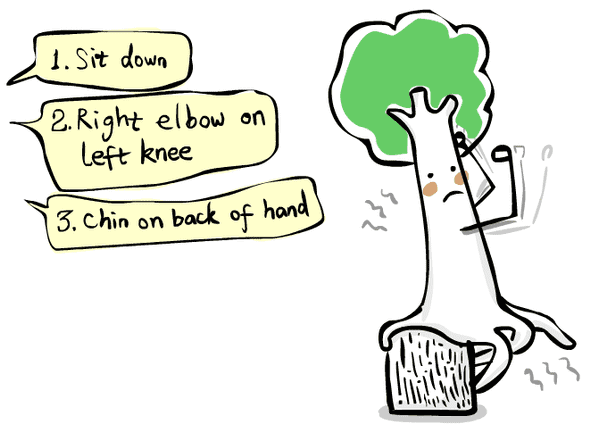 1. Sit down
2. Right elbow on
left knee
3. Chin on back of hand